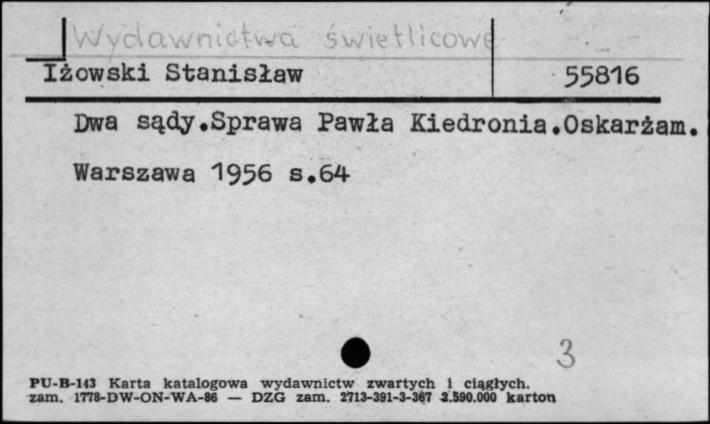 Wydawnictwa świetlicowe
Iżowski Stanisław 55816
Dwa sądy.Sprawa Pawła Kiedronia.Oskarżam.
Warszawa 1956 s.64
3
PU-B-143 Karta katalogowa wydawnictw zwartych i ciągłych.
zam. 1778-DW-ON-WA-86 — DZG zam. 2713-391-3-367 2.590.000 karton